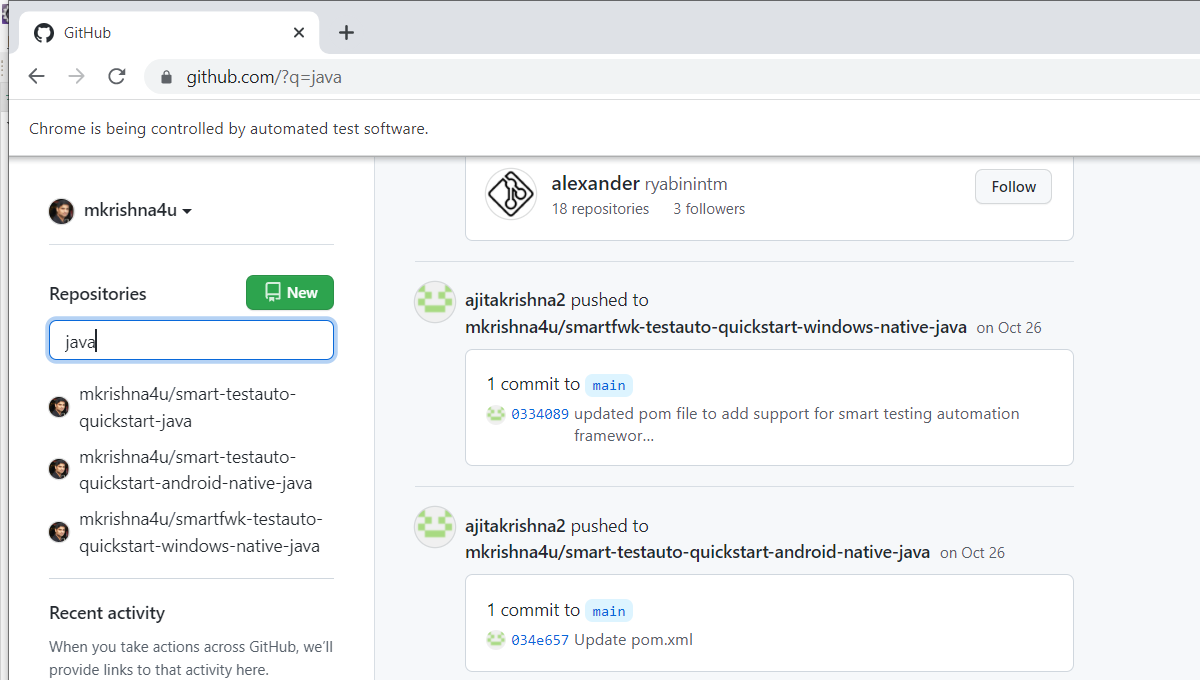 GitHub
github.com/?q=java
Chrome is being controlled by automated test software.
mkrishna4u
Repositories
New
java
mkrishna4u/smart-testauto-
quickstart-java
mkrishna4u/smart-testauto-
quickstart-android-native-java
mkrishna4u/smartfwk-testauto-
quickstart-windows-native-java
Recent activity
When you take actions across GitHub, we’ll
provide links to that activity here.
alexander ryabinintm
18 repositories 3 followers
Follow
ajitakrishna2 pushed to
mkrishna4u/smartfwk-testauto-quickstart-windows-native-java on Oct 26
1 commit to main
0334089 updated pom file to add support for smart testing automation
framewor...
ajitakrishna2 pushed to
mkrishna4u/smart-testauto-quickstart-android-native-java on Oct 26
1 commit to main
034e657 Update pom.xml